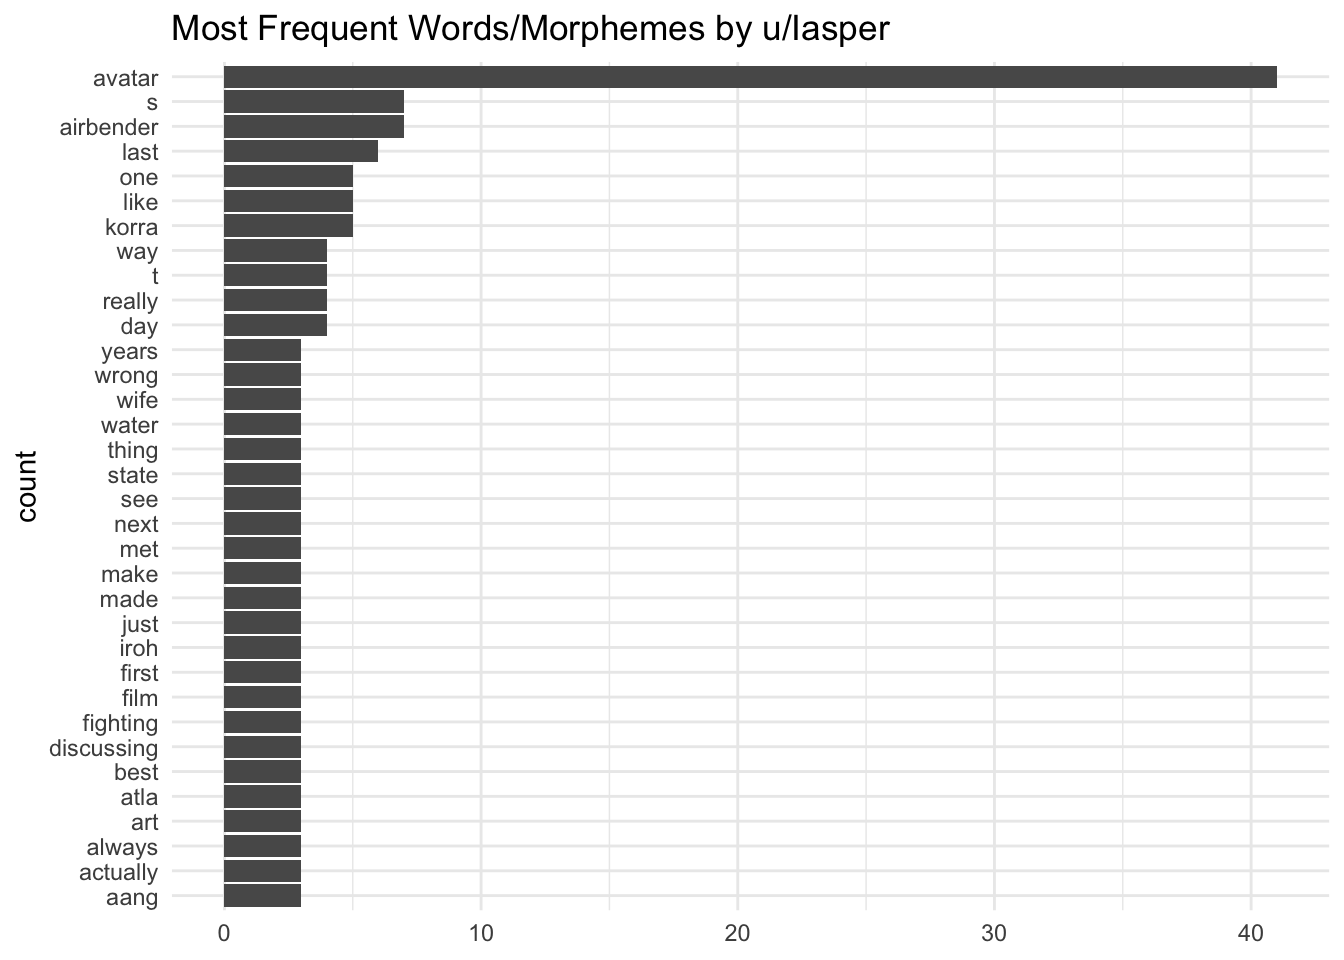 Most Frequent Words/Morphemes by u/lasper
avatar
s
airbender
last
one
like
korra
way
t
really
day
years
wrong
wife
water
thing
state
see
next
met
make
made
just
iroh
first
film
fighting
discussing
best
atla
art
always
actually
aang
count
0 10 20 30 40